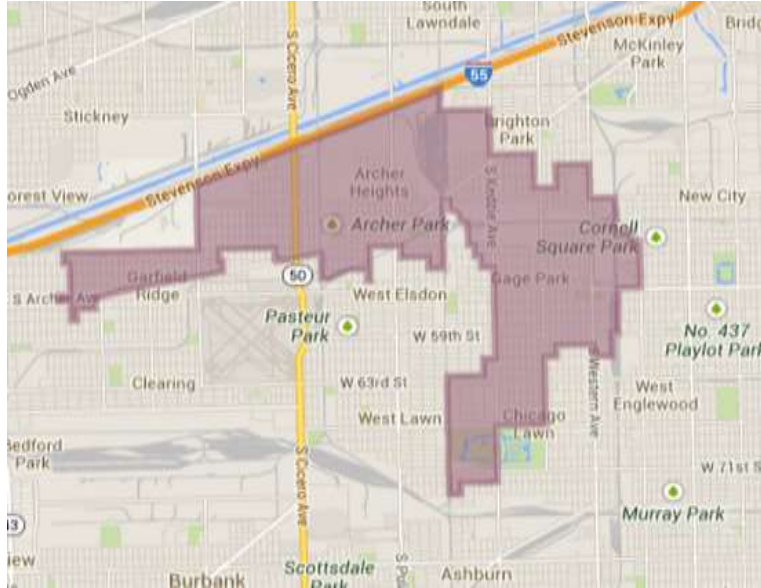 South
Lawndale
Stevenson Expy
Bridg
McKinley
Park
S Cicero Ave
Ogden Ave
55
Stickney
Brighton
Park
Stevenson Expy
Archer
Heights
S Kedzie Ave
orest View
New City
Archer Park
Cornell
Square Park
Garfield
Ridge
50
Gage Park
S Archer Ave
West Elsdon
Pasteur
Park
W 59th St
No. 437
Playlot Park
Clearing
W 63rd St
S Western Ave
West
Englewood
West Lawn
Chicago
Lawn
Bedford
Park
S Cicero Ave
W 71st S
Murray Park
43
iew
Scottsdale
Park
S Pu
Ashburn
Burbank